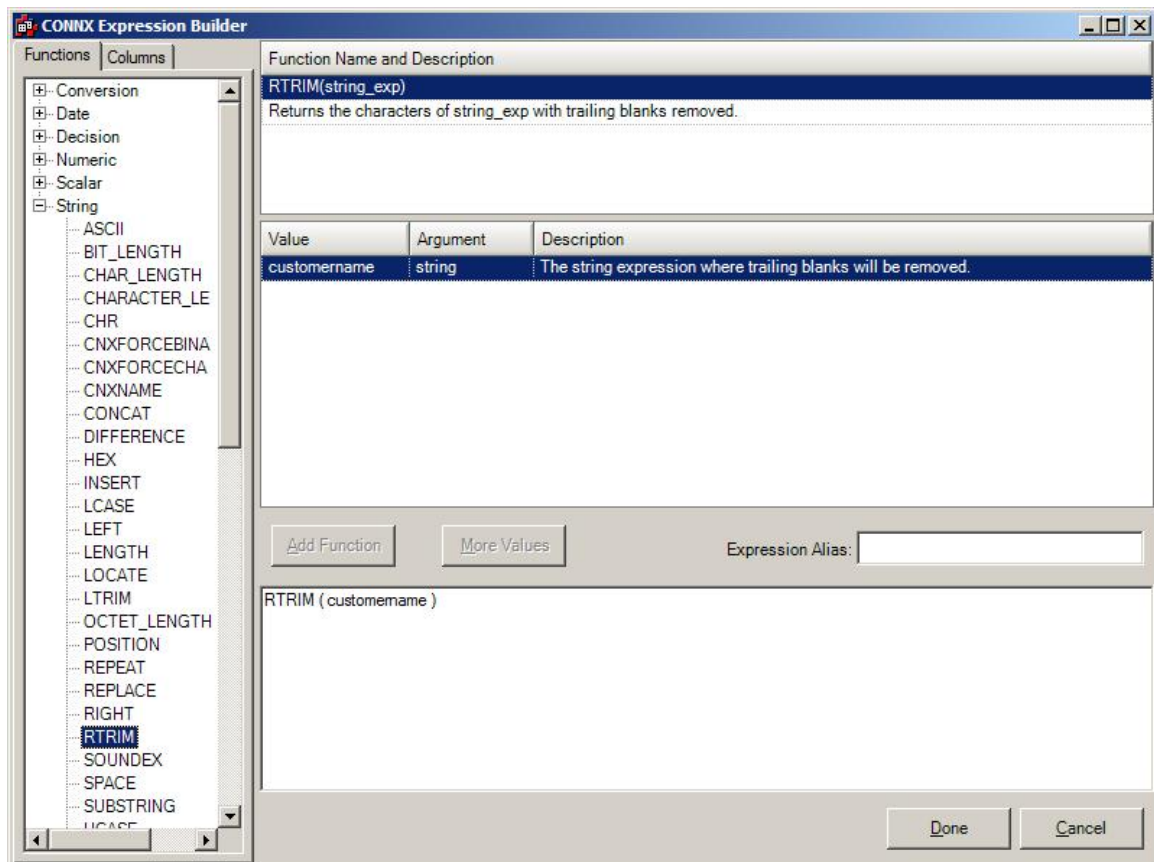 CONNX Expression Builder
Functions
Columns
Conversion
Date
Decision
Numeric
Scalar
String
ASCII
BIT_LENGTH
CHAR_LENGTH
CHARACTER_LE
CHR
CNXFORCEBINA
CNXFORCECHA
CNXNAME
CONCAT
DIFFERENCE
HEX
INSERT
LCASE
LEFT
LENGTH
LOCATE
LTRIM
OCTET_LENGTH
POSITION
REPEAT
REPLACE
RIGHT
RTRIM
SOUNDEX
SPACE
SUBSTRING
UCASE
Function Name and Description
RTRIM(string_exp)
Returns the characters of string_exp with trailing blanks removed.
Value Argument Description
customername string The string expression where trailing blanks will be removed.
Add Function More Values Expression Alias:
RTRIM ( customername )
Done Cancel